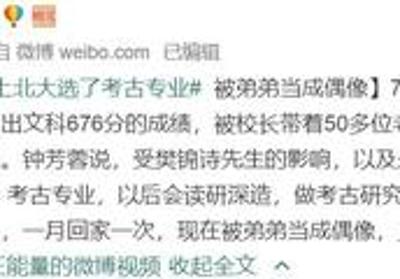 自 微博 weibo.com 已编辑
上北大选了考古专业# 被弟弟当成偶像】7
出文科676分的成绩，被校长带着50多位
。钟芳蓉说，受樊锦诗先生的影响，以及
考古专业，以后会读研深造，做考古研究
，一月回家一次，现在被弟弟当成偶像，
能量的微博视频 收起全文 ︿